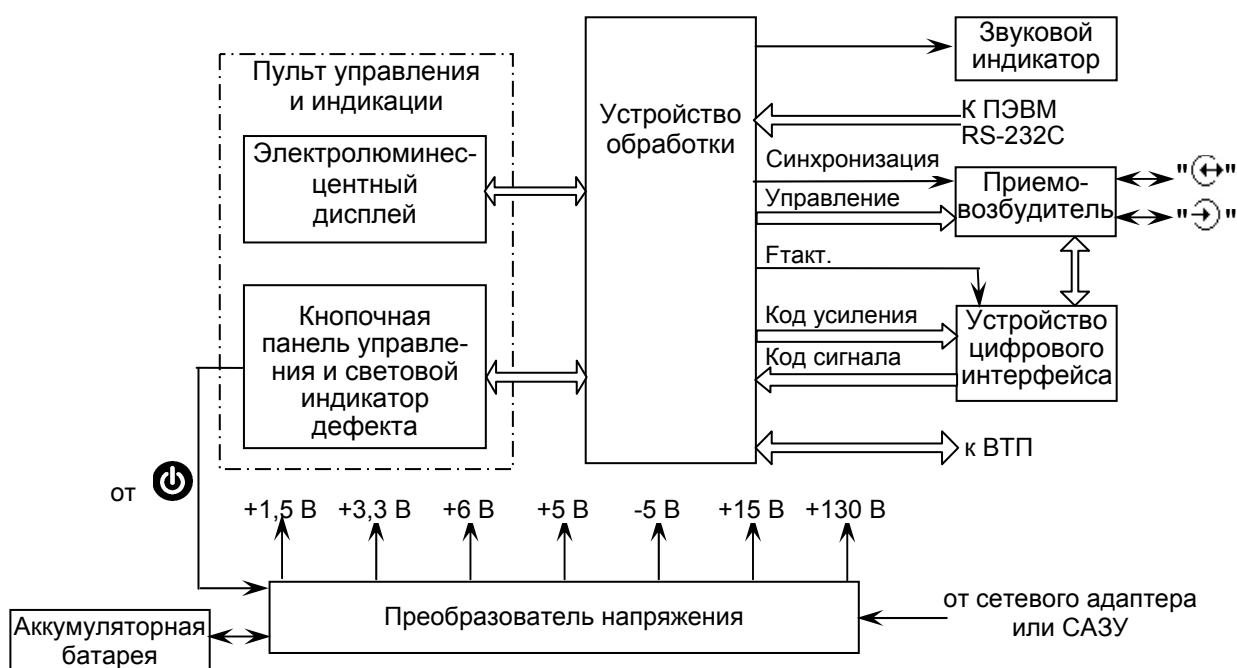 Звуковой
индикатор
Пульт управления
и индикации
Устройство
обработки
К ПЭВМ
RS-232C
Электролюминес-
центный
дисплей
Синхронизация
Управление
Приемо-
возбудитель
" "
" "
Fтакт.
Кнопочная
панель управле-
ния и световой
индикатор
дефекта
Код усиления
Код сигнала
Устройство
цифрового
интерфейса
к ВТП
от
+1,5 В +3,3 В +6 В +5 В -5 В +15 В +130 В
Преобразователь напряжения
от сетевого адаптера
или САЗУ
Аккумуляторная
батарея